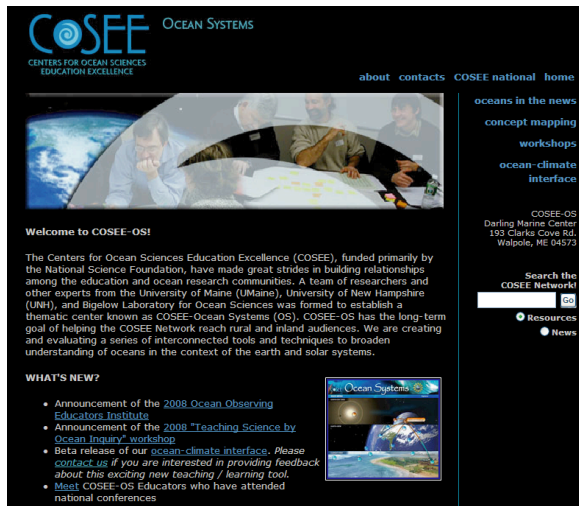 COSEE OCEAN SYSTEMS
CENTERS FOR OCEAN SCIENCES
EDUCATION EXCELLENCE
about contacts COSEE national home
oceans in the news
concept mapping
workshops
ocean-climate
interface
COSEE-OS
Darling Marine Center
193 Clarks Cove Rd.
Walpole, ME 04573
Search the
COSEE Network!
Go
Resources
News
Welcome to COSEE-OS!
The Centers for Ocean Sciences Education Excellence (COSEE), funded primarily by
the National Science Foundation, have made great strides in building relationships
among the education and ocean research communities. A team of researchers and
other experts from the University of Maine (UMaine), University of New Hampshire
(UNH), and Bigelow Laboratory for Ocean Sciences was formed to establish a
thematic center known as COSEE-Ocean Systems (OS). COSEE-OS has the long-term
goal of helping the COSEE Network reach rural and inland audiences. We are creating
and evaluating a series of interconnected tools and techniques to broaden
understanding of oceans in the context of the earth and solar systems.
WHAT'S NEW?
• Announcement of the 2008 Ocean Observing
Educators Institute
• Announcement of the 2008 "Teaching Science by
Ocean Inquiry" workshop
• Beta release of our ocean-climate interface. Please
contact us if you are interested in providing feedback
about this exciting new teaching / learning tool.
• Meet COSEE-OS Educators who have attended
national conferences
Ocean Systems